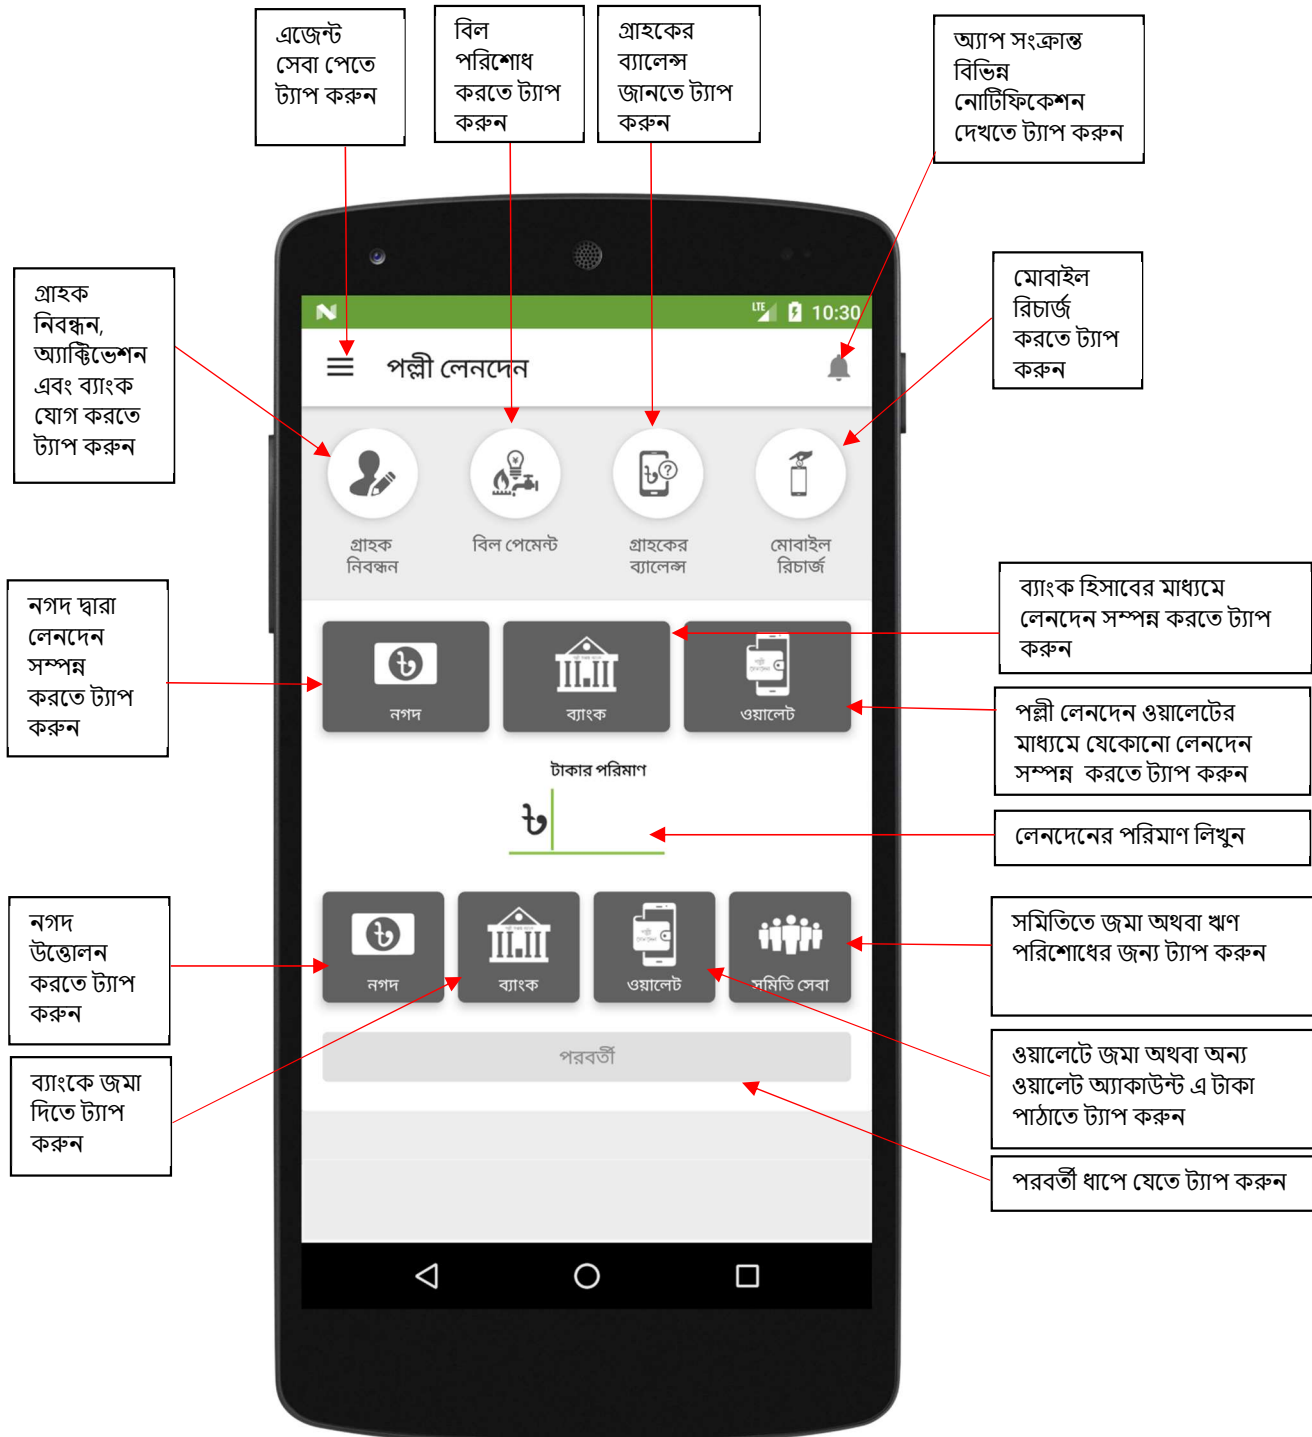 এজেন্ট
সেবা পেতে
ট্যাপ করুন
বিল
পরিশোধ
করতে ট্যাপ
করুন
গ্রাহকের
ব্যালেন্স
জানতে ট্যাপ
করুন
অ্যাপ সংক্রান্ত
বিভিন্ন
নোটিফিকেশন
দেখতে ট্যাপ করুন
গ্রাহক
নিবন্ধন,
অ্যাক্টিভেশন
এবং ব্যাংক
যোগ করতে
ট্যাপ করুন
মোবাইল
রিচার্জ
করতে ট্যাপ
করুন
LTE 10:30
পল্লী লেনদেন
গ্রাহক
নিবন্ধন
বিল পেমেন্ট
গ্রাহকের
ব্যালেন্স
মোবাইল
রিচার্জ
নগদ দ্বারা
লেনদেন
সম্পন্ন
করতে ট্যাপ
করুন
ব্যাংক হিসাবের মাধ্যমে
লেনদেন সম্পন্ন করতে ট্যাপ
করুন
নগদ
ব্যাংক
ওয়ালেট
পল্লী লেনদেন ওয়ালেটের
মাধ্যমে যেকোনো লেনদেন
সম্পন্ন করতে ট্যাপ করুন
টাকার পরিমাণ
৳
লেনদেনের পরিমাণ লিখুন
নগদ
উত্তোলন
করতে ট্যাপ
করুন
নগদ
ব্যাংক
ওয়ালেট
সমিতি সেবা
সমিতিতে জমা অথবা ঋণ
পরিশোধের জন্য ট্যাপ করুন
পরবর্তী
ব্যাংকে জমা
দিতে ট্যাপ
করুন
ওয়ালেটে জমা অথবা অন্য
ওয়ালেট অ্যাকাউন্ট এ টাকা
পাঠাতে ট্যাপ করুন
পরবর্তী ধাপে যেতে ট্যাপ করুন